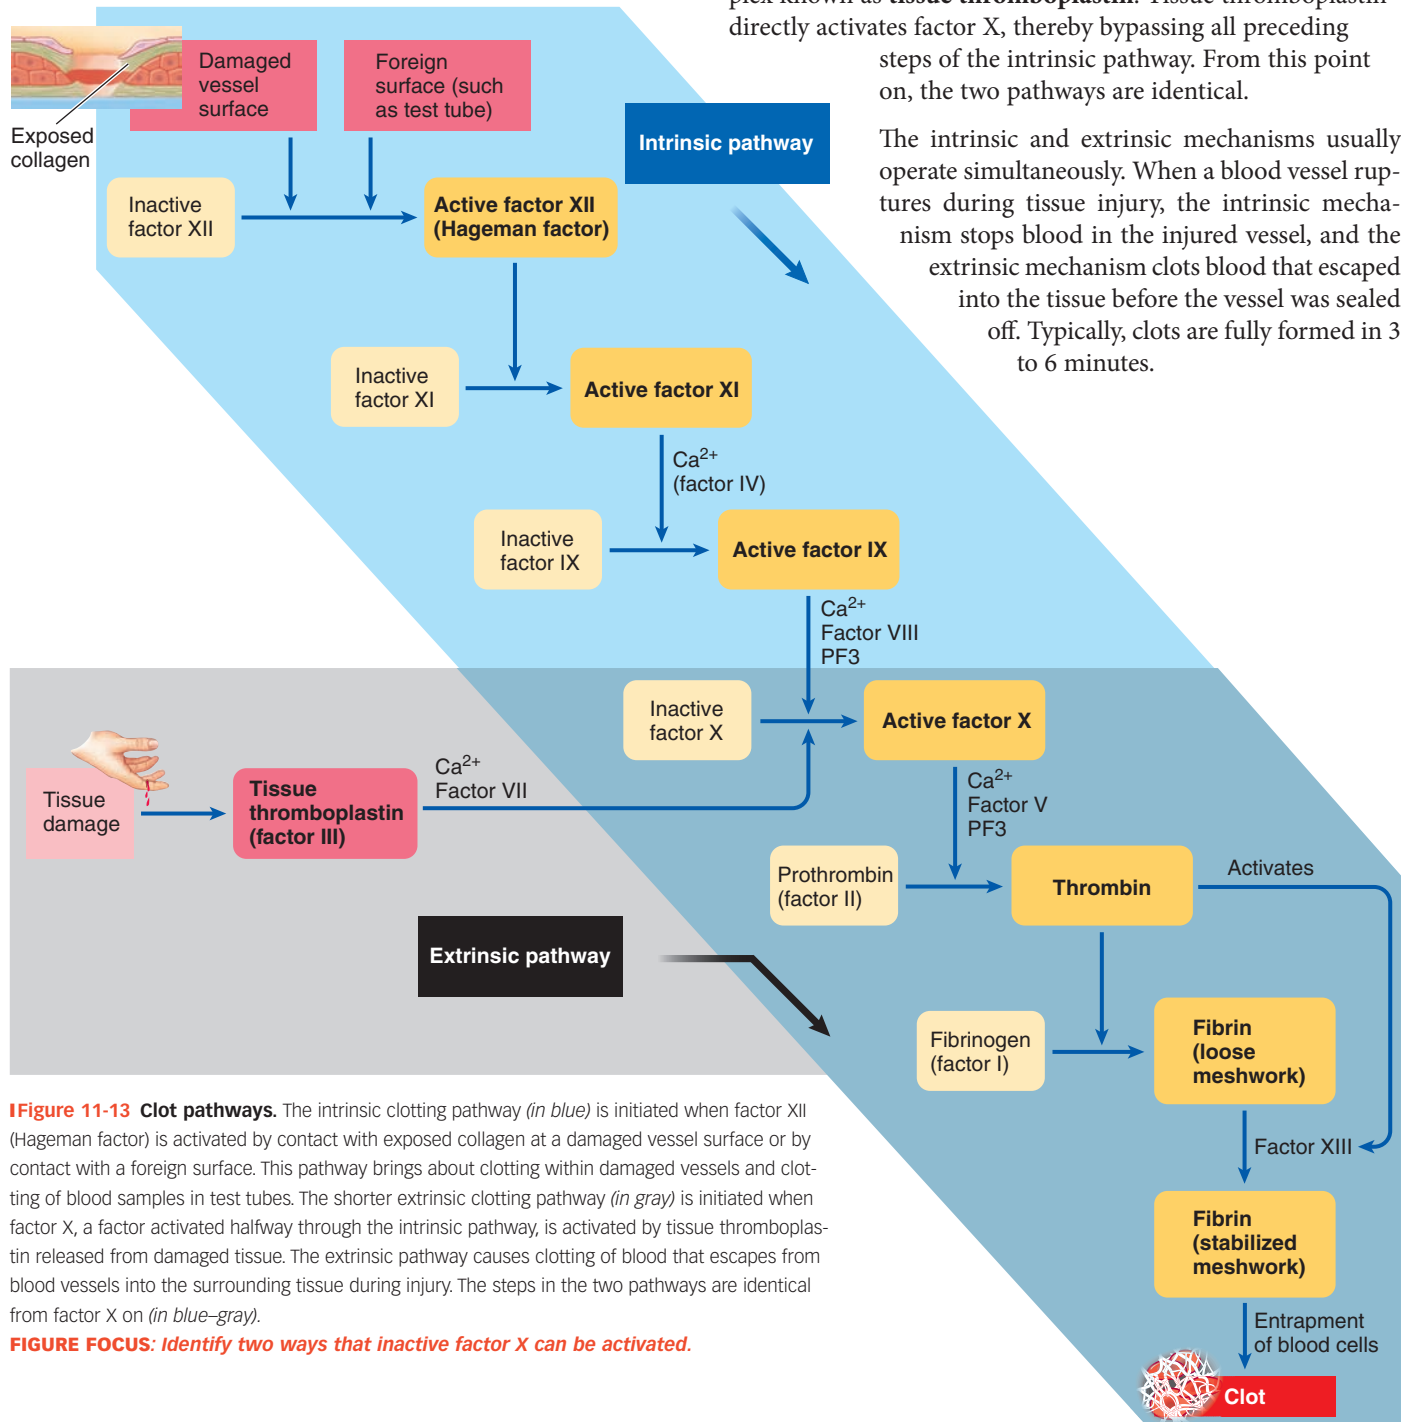 plex known as tissue thromboplastin. Tissue thromboplastin
directly activates factor X, thereby bypassing all preceding
steps of the intrinsic pathway. From this point
on, the two pathways are identical.
The intrinsic and extrinsic mechanisms usually
operate simultaneously. When a blood vessel rup-
tures during tissue injury, the intrinsic mecha-
nism stops blood in the injured vessel, and the
extrinsic mechanism clots blood that escaped
into the tissue before the vessel was sealed
off. Typically, clots are fully formed in 3
to 6 minutes.
Exposed
collagen
Damaged
vessel
surface
Foreign
surface (such
as test tube)
Intrinsic pathway
Inactive
factor XII
Active factor XII
(Hageman factor)
Inactive
factor XI
Active factor XI
Ca2+
(factor IV)
Inactive
factor IX
Active factor IX
Ca2+
Factor VIII
PF3
Inactive
factor X
Active factor X
Tissue
damage
Tissue
thromboplastin
(factor III)
Ca2+
Factor VII
Ca2+
Factor V
PF3
Prothrombin
(factor II)
Thrombin
Activates
Extrinsic pathway
Fibrinogen
(factor I)
Fibrin
(loose
meshwork)
Factor XIII
Fibrin
(stabilized
meshwork)
Entrapment
of blood cells
Clot
Figure 11-13 Clot pathways. The intrinsic clotting pathway (in blue) is initiated when factor XII
(Hageman factor) is activated by contact with exposed collagen at a damaged vessel surface or by
contact with a foreign surface. This pathway brings about clotting within damaged vessels and clot-
ting of blood samples in test tubes. The shorter extrinsic clotting pathway (in gray) is initiated when
factor X, a factor activated halfway through the intrinsic pathway, is activated by tissue thromboplas-
tin released from damaged tissue. The extrinsic pathway causes clotting of blood that escapes from
blood vessels into the surrounding tissue during injury. The steps in the two pathways are identical
from factor X on (in blue–gray).
FIGURE FOCUS: Identify two ways that inactive factor X can be activated.